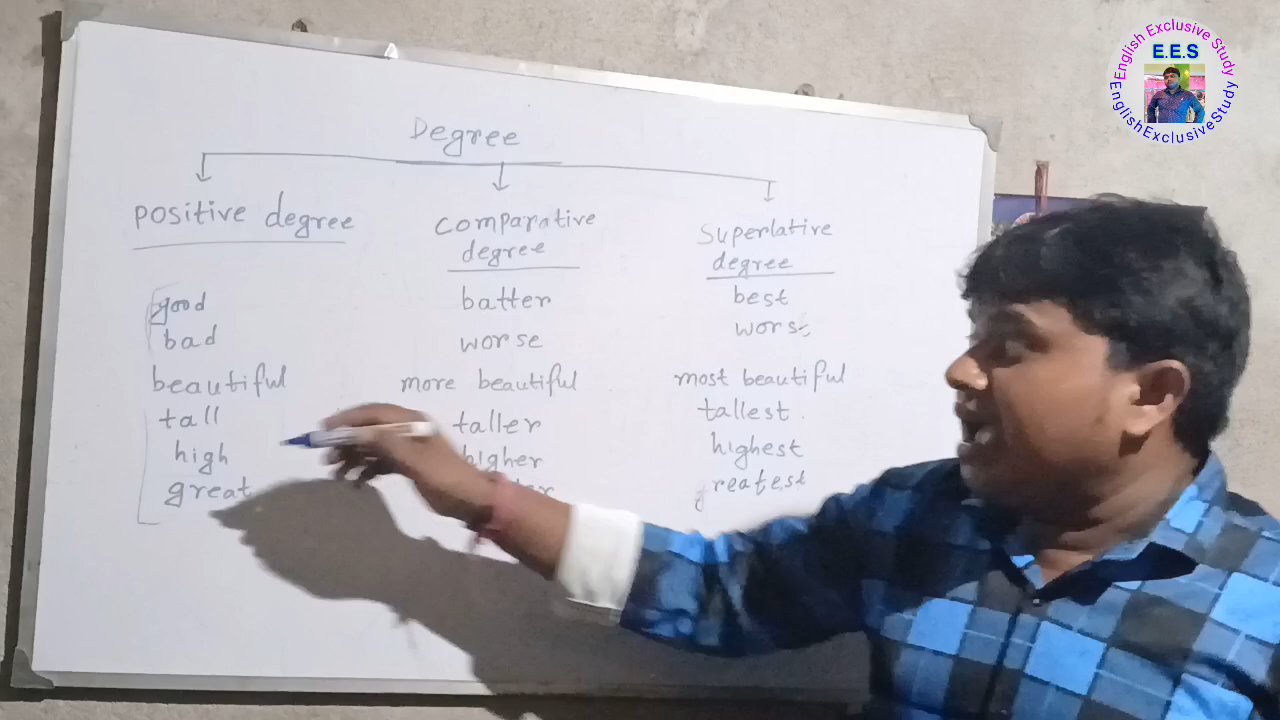 English Exclusive Study
E.E.S
EnglishExclusiveStudy
Degree
positive degree
comparative
degree
superlative
degree
good batter best
bad worse wors
beautiful more beautiful most beautiful
tall taller tallest
high higher highest
great greatest